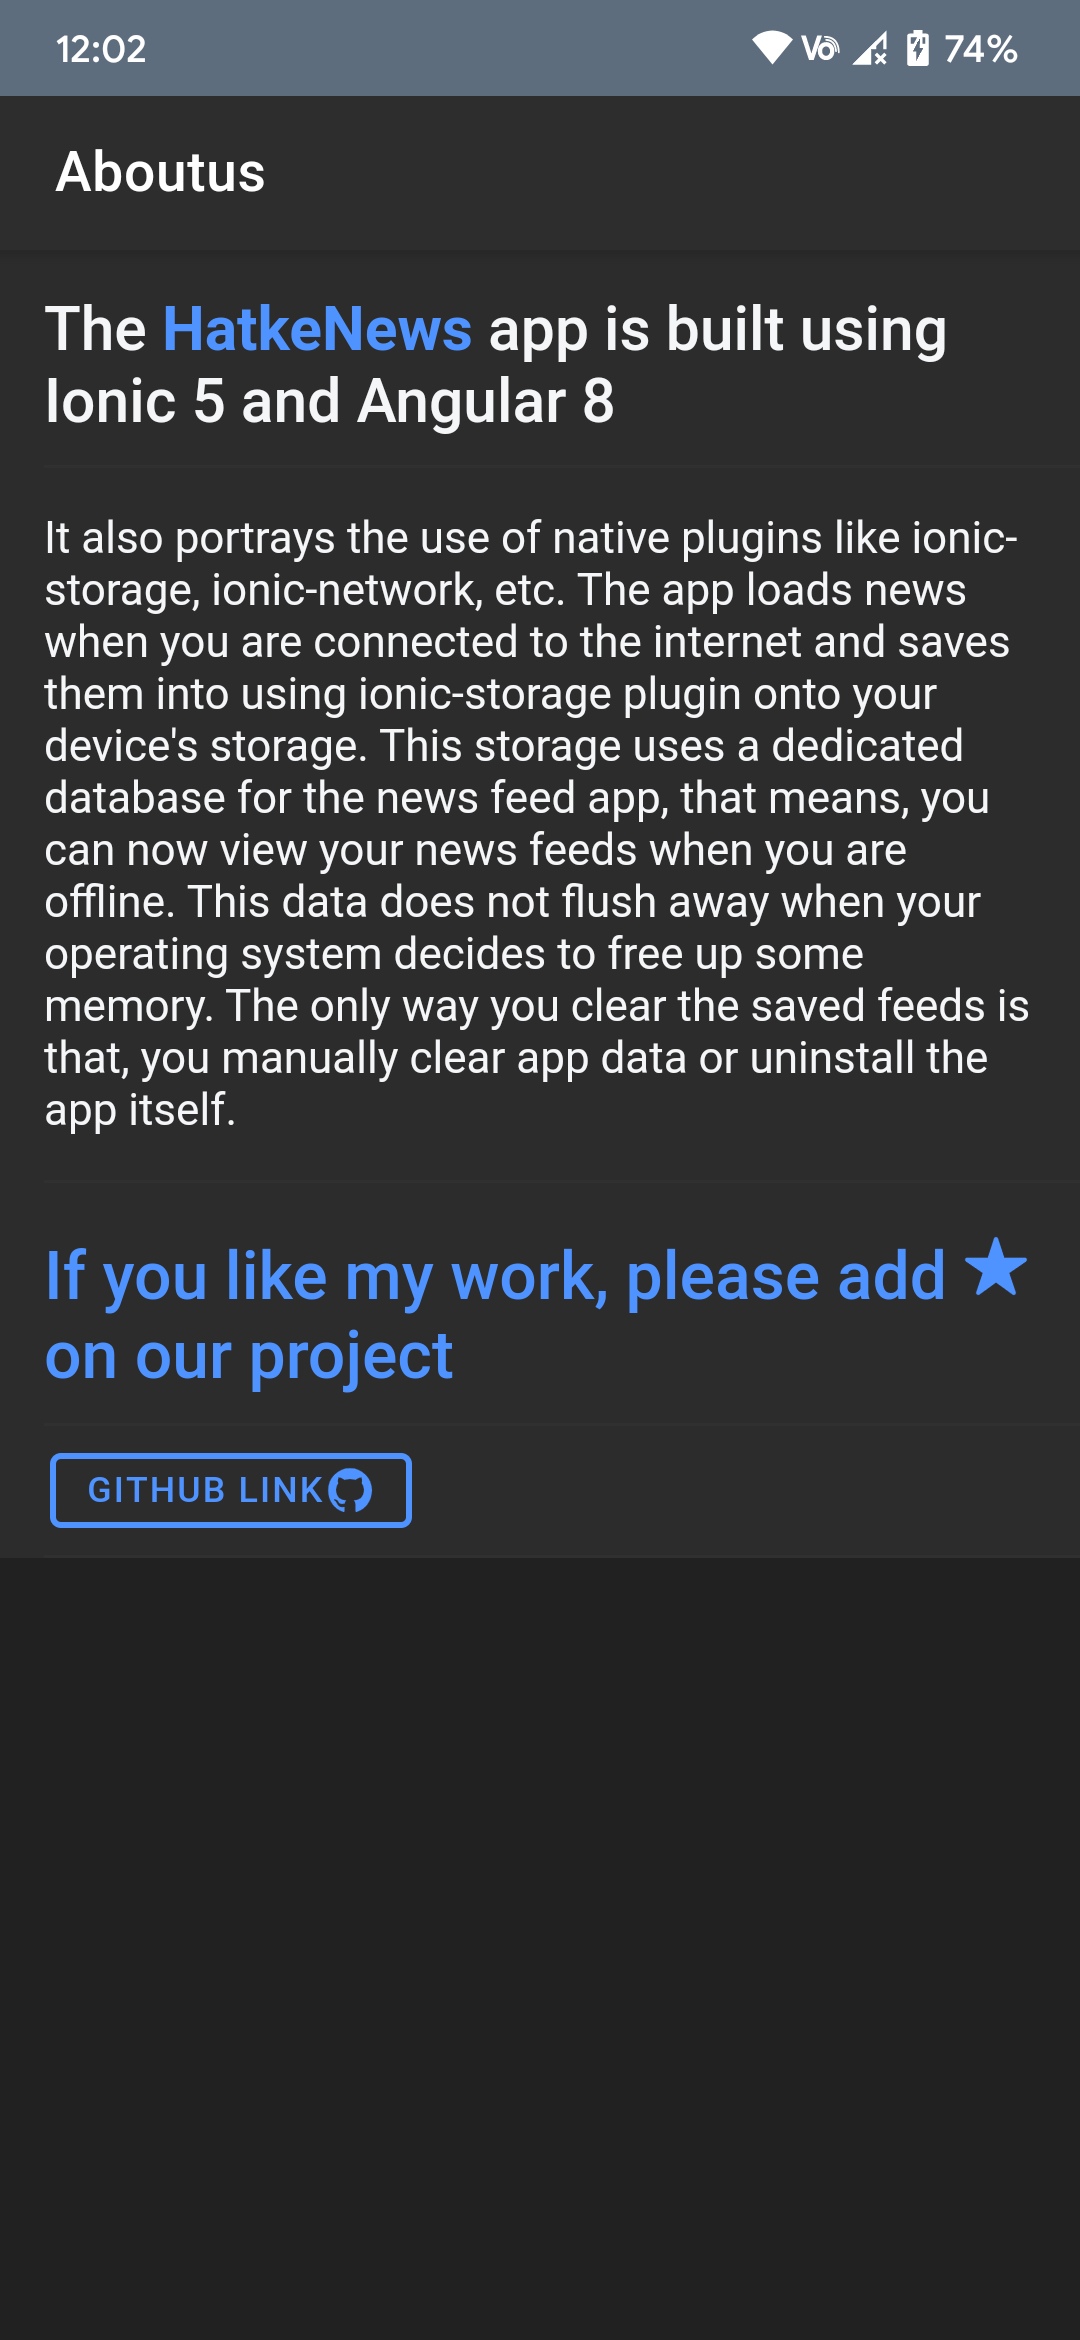 12:02
74%
Aboutus
The HatkeNews app is built using
Ionic 5 and Angular 8
It also portrays the use of native plugins like ionic-
storage, ionic-network, etc. The app loads news
when you are connected to the internet and saves
them into using ionic-storage plugin onto your
device's storage. This storage uses a dedicated
database for the news feed app, that means, you
can now view your news feeds when you are
offline. This data does not flush away when your
operating system decides to free up some
memory. The only way you clear the saved feeds is
that, you manually clear app data or uninstall the
app itself.
If you like my work, please add
on our project
GITHUB LINK